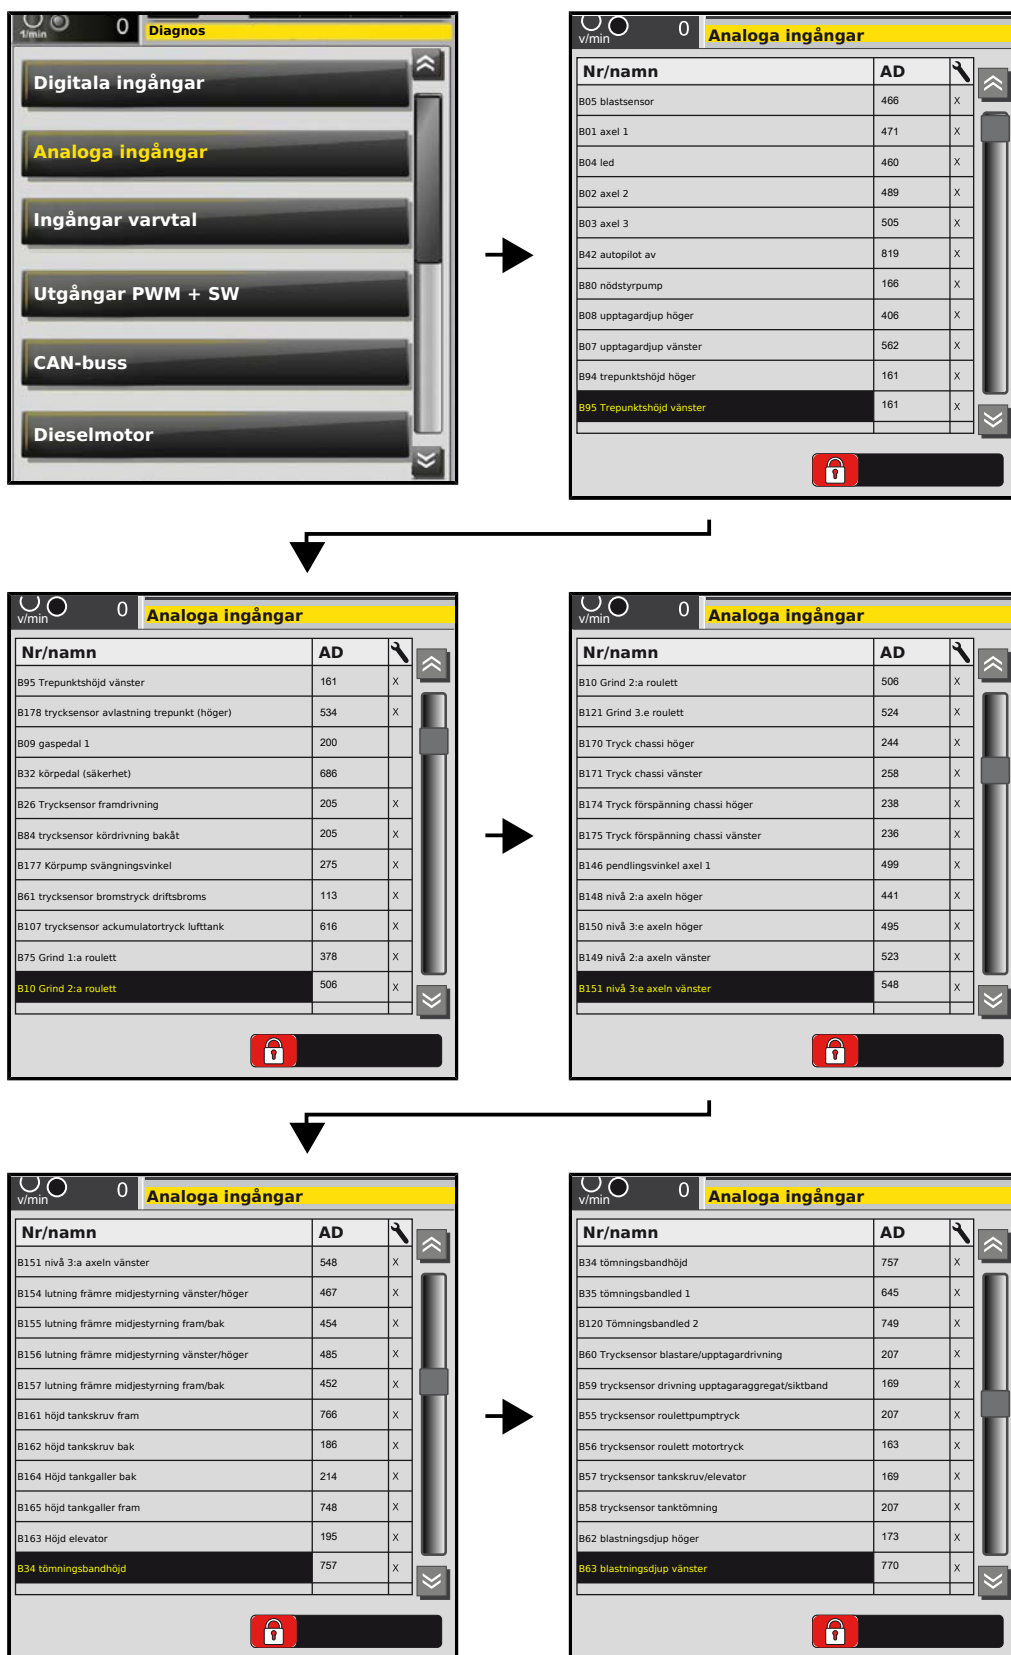 1/min 0 Diagnos
Digitala ingångar
Analoga ingångar
Ingångar varvtal
Utgångar PWM + SW
CAN-buss
Dieselmotor
v/min 0 Analoga ingångar
Nr/namn AD
B05 blastsensor 466 X
B01 axel 1 471 X
B04 led 460 X
B02 axel 2 489 X
B03 axel 3 505 X
B42 autopilot av 819 X
B80 nödstyrpump 166 X
B08 upptagardjup höger 406 X
B07 upptagardjup vänster 562 X
B94 trepunktshöjd höger 161 X
B95 Trepunktshöjd vänster 161 X
v/min 0 Analoga ingångar
Nr/namn AD
B95 Trepunktshöjd vänster 161 X
B178 trycksensor avlastning trepunkt (höger) 534 X
B09 gaspedal 1 200
B32 körpedal (säkerhet) 686
B26 Trycksensor framdrivning 205 X
B84 trycksensor kördrivning bakåt 205 X
B177 Körpump svängningsvinkel 275 X
B61 trycksensor bromstryck driftsbroms 113 X
B107 trycksensor ackumulatortryck lufttank 616 X
B75 Grind 1:a roulett 378 X
B10 Grind 2:a roulett 506 X
v/min 0 Analoga ingångar
Nr/namn AD
B10 Grind 2:a roulett 506 X
B121 Grind 3.e roulett 524 X
B170 Tryck chassi höger 244 X
B171 Tryck chassi vänster 258 X
B174 Tryck förspänning chassi höger 238 X
B175 Tryck förspänning chassi vänster 236 X
B146 pendlingsvinkel axel 1 499 X
B148 nivå 2:a axeln höger 441 X
B150 nivå 3:e axeln höger 495 X
B149 nivå 2:a axeln vänster 523 X
B151 nivå 3:e axeln vänster 548 X
v/min 0 Analoga ingångar
Nr/namn AD
B151 nivå 3:a axeln vänster 548 X
B154 lutning främre midjestyrning vänster/höger 467 X
B155 lutning främre midjestyrning fram/bak 454 X
B156 lutning främre midjestyrning vänster/höger 485 X
B157 lutning främre midjestyrning fram/bak 452 X
B161 höjd tankskruv fram 766 X
B162 höjd tankskruv bak 186 X
B164 Höjd tankgaller bak 214 X
B165 höjd tankgaller fram 748 X
B163 Höjd elevator 195 X
B34 tömningsbandhöjd 757 X
v/min 0 Analoga ingångar
Nr/namn AD
B34 tömningsbandhöjd 757 X
B35 tömningsbandled 1 645 X
B120 Tömningsbandled 2 749 X
B60 Trycksensor blastare/upptagardrivning 207 X
B59 trycksensor drivning upptagaraggregat/siktband 169 X
B55 trycksensor roulettpumptryck 207 X
B56 trycksensor roulett motortryck 163 X
B57 trycksensor tankskruv/elevator 169 X
B58 trycksensor tanktömning 207 X
B62 blastningsdjup höger 173 X
B63 blastningsdjup vänster 770 X